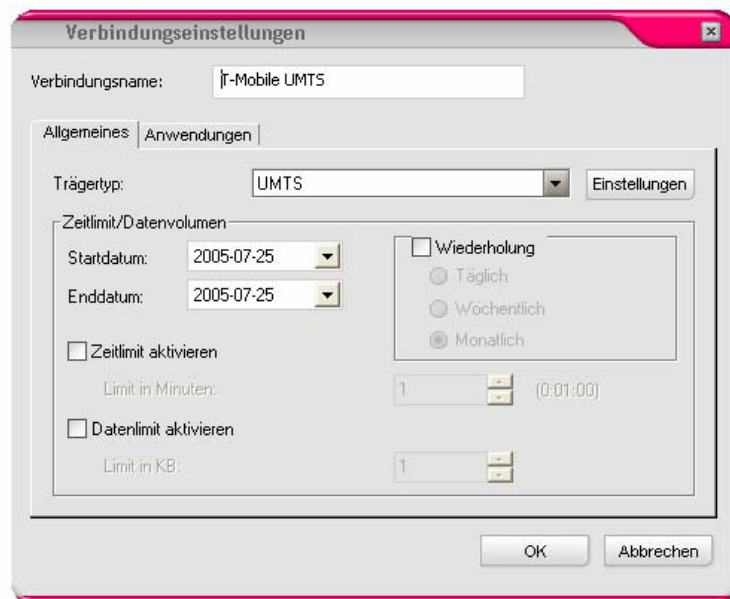 Verbindungseinstellungen
Verbindungsname: T-Mobile UMTS
Allgemeines Anwendungen
Trägertyp: UMTS Einstellungen
Zeitlimit/Datenvolumen
Startdatum: 2005-07-25
Enddatum: 2005-07-25
Wiederholung
Täglich
Wöchentlich
Monatlich
Zeitlimit aktivieren
Limit in Minuten: 1 (0:01:00)
Datenlimit aktivieren
Limit in KB: 1
OK Abbrechen